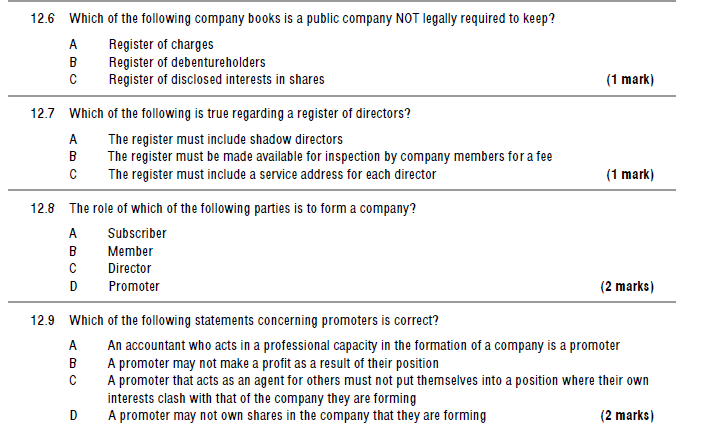 12.6 Which of the following company books is a public company NOT legally required to keep?
A Register of charges
B Register of debentureholders
C Register of disclosed interests in shares (1 mark)
12.7 Which of the following is true regarding a register of directors?
A The register must include shadow directors
B The register must be made available for inspection by company members for a fee
C The register must include a service address for each director (1 mark)
12.8 The role of which of the following parties is to form a company?
A Subscriber
B Member
C Director
D Promoter (2 marks)
12.9 Which of the following statements concerning promoters is correct?
A An accountant who acts in a professional capacity in the formation of a company is a promoter
B A promoter may not make a profit as a result of their position
C A promoter that acts as an agent for others must not put themselves into a position where their own
interests clash with that of the company they are forming
D A promoter may not own shares in the company that they are forming (2 marks)